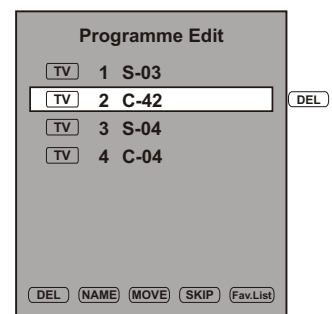 Programme Edit
TV 1 S-03
TV 2 C-42 DEL
TV 3 S-04
TV 4 C-04
DEL NAME MOVE SKIP Fav.List